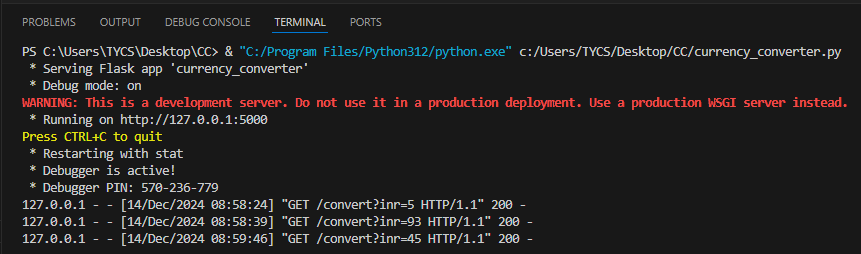 PROBLEMS OUTPUT DEBUG CONSOLE TERMINAL PORTS
PS C:\Users\TYCS\Desktop\CC> & "C:/Program Files/Python312/python.exe" c:/Users/TYCS/Desktop/CC/currency_converter.py
 * Serving Flask app 'currency_converter'
 * Debug mode: on
WARNING: This is a development server. Do not use it in a production deployment. Use a production WSGI server instead.
 * Running on http://127.0.0.1:5000
Press CTRL+C to quit
 * Restarting with stat
 * Debugger is active!
 * Debugger PIN: 570-236-779
127.0.0.1 - - [14/Dec/2024 08:58:24] "GET /convert?inr=5 HTTP/1.1" 200 -
127.0.0.1 - - [14/Dec/2024 08:58:39] "GET /convert?inr=93 HTTP/1.1" 200 -
127.0.0.1 - - [14/Dec/2024 08:59:46] "GET /convert?inr=45 HTTP/1.1" 200 -